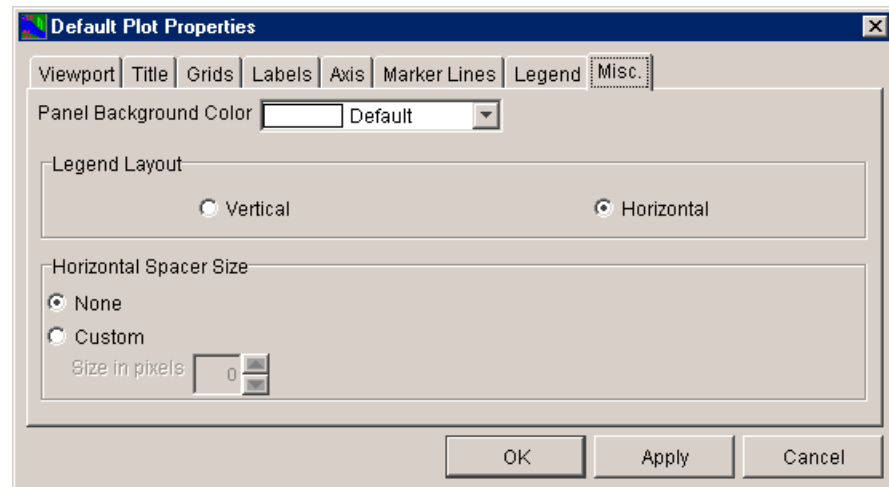 Default Plot Properties
Viewport Title Grids Labels Axis Marker Lines Legend Misc.
Panel Background Color Default
Legend Layout
Vertical Horizontal
Horizontal Spacer Size
None
Custom
Size in pixels 0
OK Apply Cancel